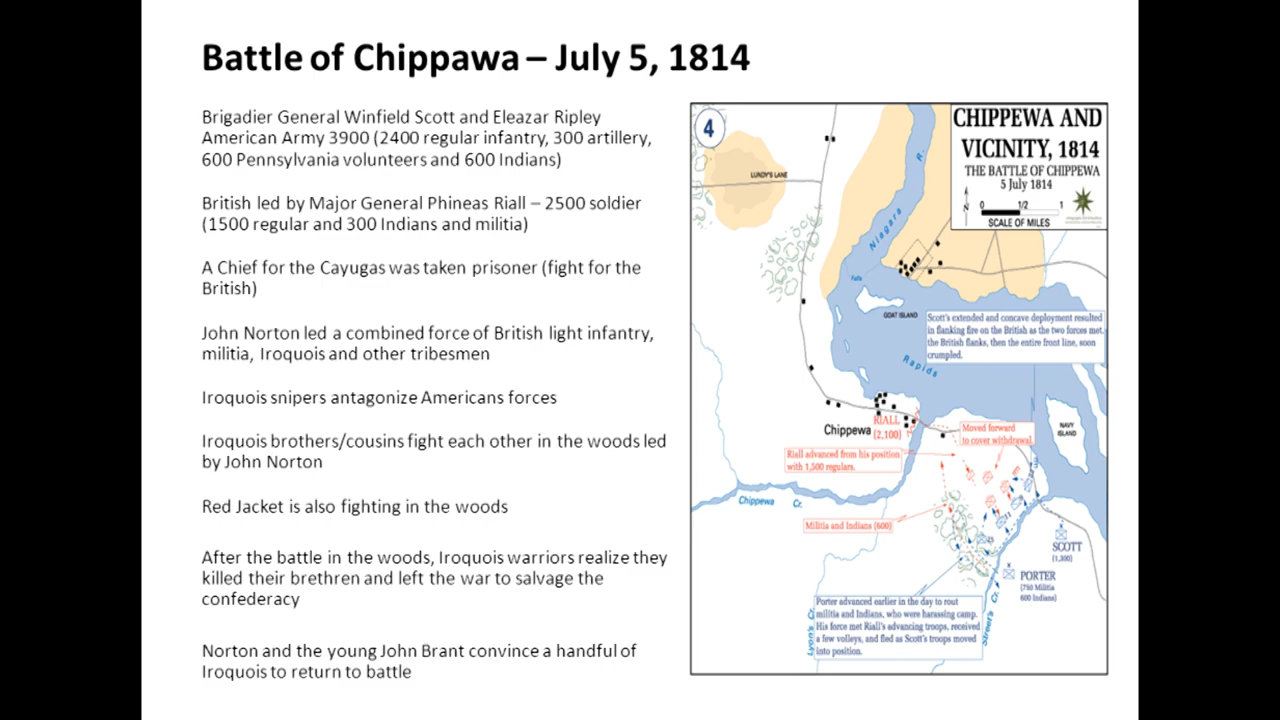 Battle of Chippawa – July 5, 1814
Brigadier General Winfield Scott and Eleazar Ripley
American Army 3900 (2400 regular infantry, 300 artillery,
600 Pennsylvania volunteers and 600 Indians)
British led by Major General Phineas Riall – 2500 soldier
(1500 regular and 300 Indians and militia)
A Chief for the Cayugas was taken prisoner (fight for the
British)
John Norton led a combined force of British light infantry,
militia, Iroquois and other tribesmen
Iroquois snipers antagonize Americans forces
Iroquois brothers/cousins fight each other in the woods led
by John Norton
Red Jacket is also fighting in the woods
After the battle in the woods, Iroquois warriors realize they
killed their brethren and left the war to salvage the
confederacy
Norton and the young John Brant convince a handful of
Iroquois to return to battle
4
CHIPPEWA AND
VICINITY, 1814
THE BATTLE OF CHIPPEWA
5 July 1814
N
0 1/2 1
SCALE OF MILES
LUNDY'S LANE
Niagara R.
Falls
GOAT ISLAND
Scott's extended and concave deployment resulted
in flanking fire on the British as the two forces met.
the British flanks, then the entire front line, soon
crumpled.
Rapids
Chippewa
RIALL
(2,100)
Moved forward
to cover withdrawal.
NAVY
ISLAND
Riall advanced from his position
with 1,500 regulars.
Chippewa Cr.
Militia and Indians (600)
SCOTT
(1,300)
PORTER
(750 Militia
600 Indians)
Porter advanced earlier in the day to rout
militia and Indians, who were harassing camp.
His force met Riall's advancing troops, received
a few volleys, and fled as Scott's troops moved
into position.
Lyon's Cr.
Street's Cr.